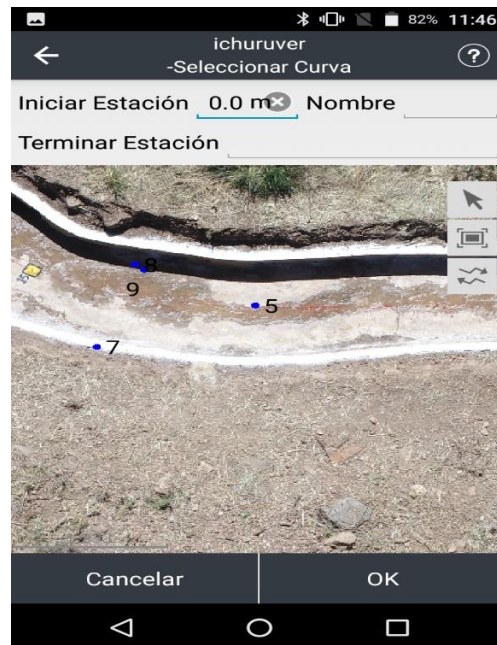 82% 11:46
ichuruver
-Seleccionar Curva
?
Iniciar Estación 0.0 m Nombre
Terminar Estación
8
9
5
7
Cancelar OK